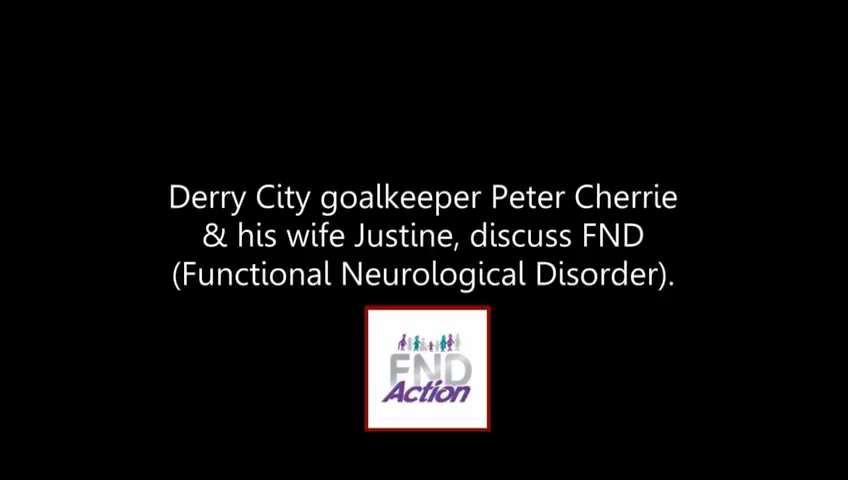 Derry City goalkeeper Peter Cherrie
& his wife Justine, discuss FND
(Functional Neurological Disorder).
FND
Action